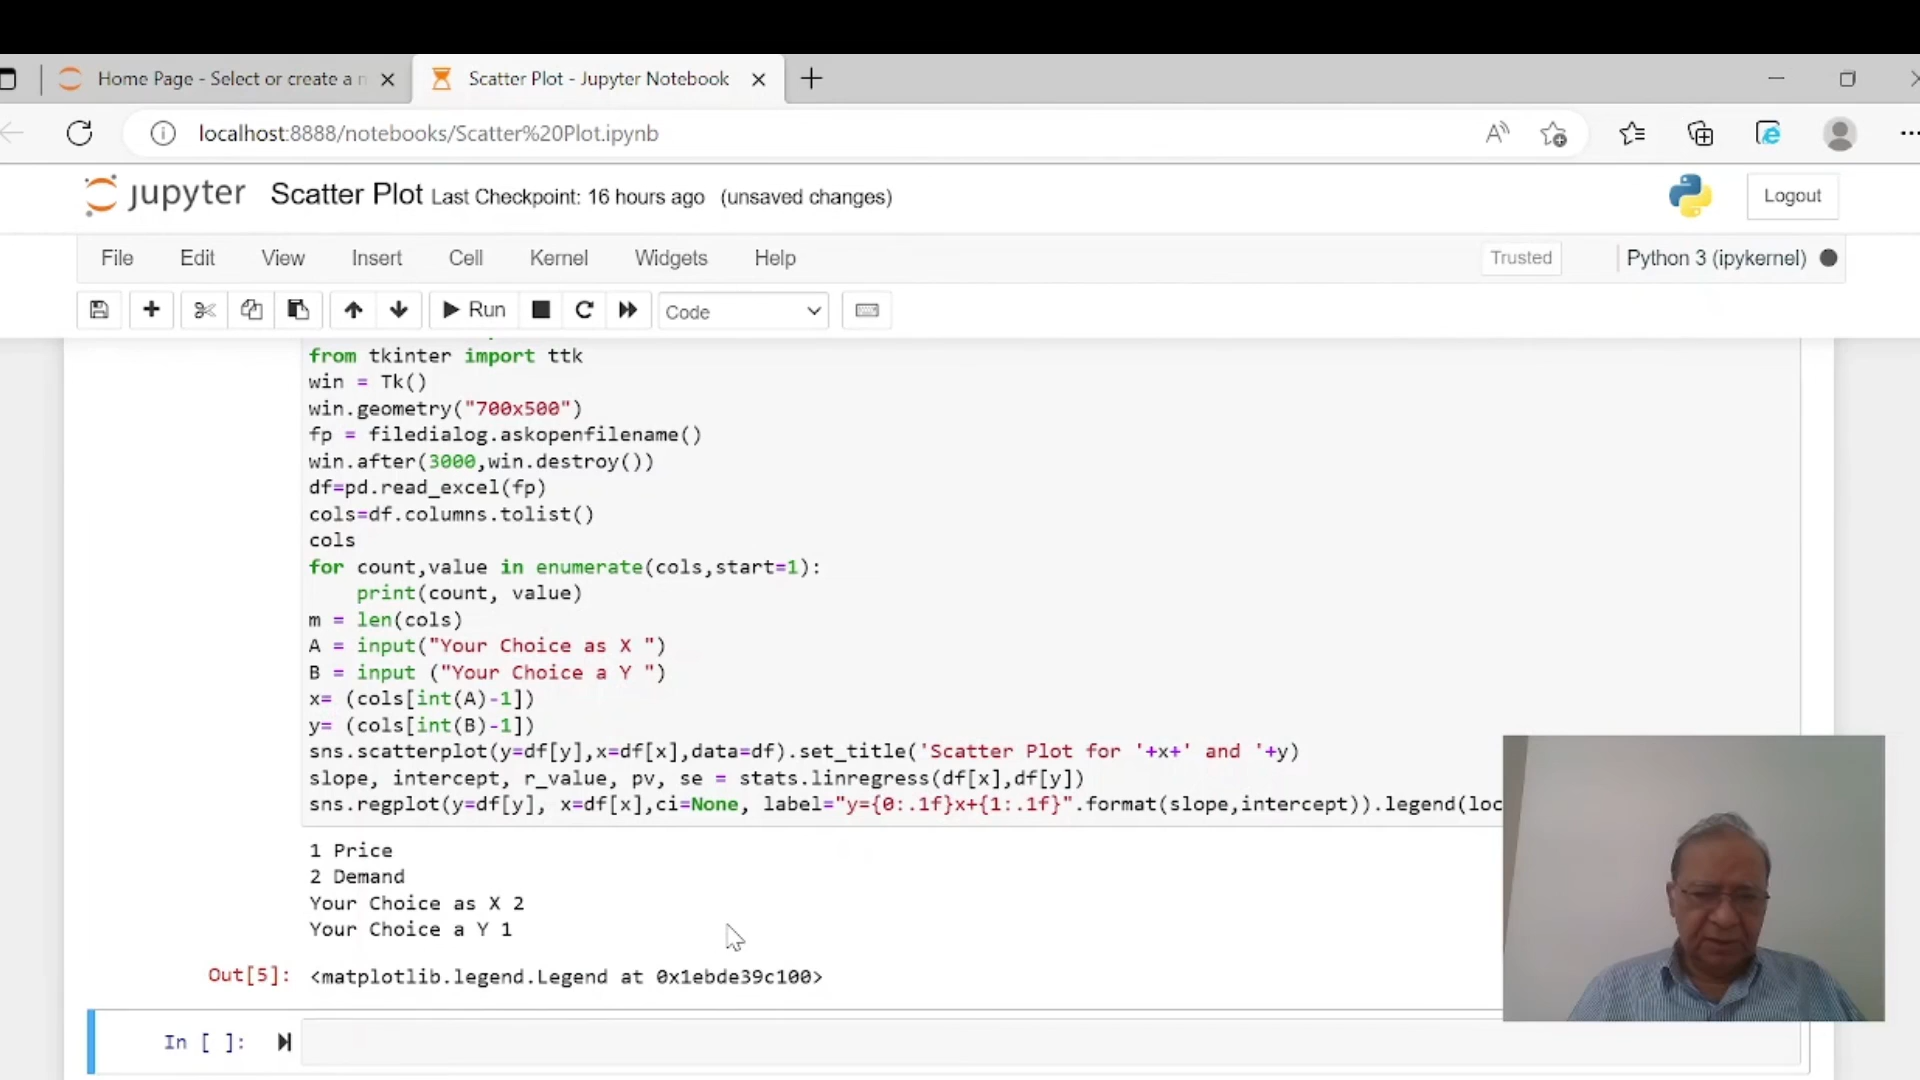 Home Page - Select or create a n
Scatter Plot - Jupyter Notebook
localhost:8888/notebooks/Scatter%20Plot.ipynb
jupyter Scatter Plot Last Checkpoint: 16 hours ago (unsaved changes)
Logout
File Edit View Insert Cell Kernel Widgets Help
Trusted
Python 3 (ipykernel)
Run
Code
from tkinter import ttk
win = Tk()
win.geometry("700x500")
fp = filedialog.askopenfilename()
win.after(3000,win.destroy())
df=pd.read_excel(fp)
cols=df.columns.tolist()
cols
for count,value in enumerate(cols,start=1):
    print(count, value)
m = len(cols)
A = input("Your Choice as X ")
B = input ("Your Choice a Y ")
x= (cols[int(A)-1])
y= (cols[int(B)-1])
sns.scatterplot(y=df[y],x=df[x],data=df).set_title('Scatter Plot for '+x+' and '+y)
slope, intercept, r_value, pv, se = stats.linregress(df[x],df[y])
sns.regplot(y=df[y], x=df[x],ci=None, label="y={0:.1f}x+{1:.1f}".format(slope,intercept)).legend(loc
1 Price
2 Demand
Your Choice as X 2
Your Choice a Y 1
Out[5]: <matplotlib.legend.Legend at 0x1ebde39c100>
In [ ]: